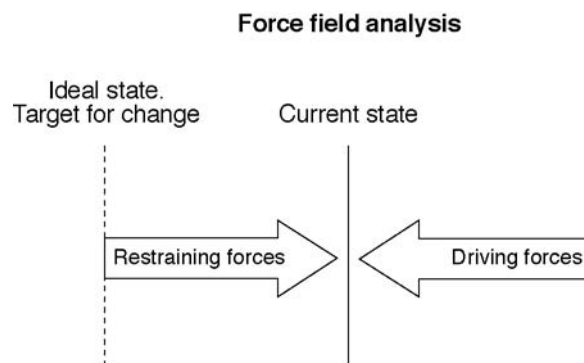 Force field analysis
Ideal state.
Target for change
Current state
Restraining forces
Driving forces